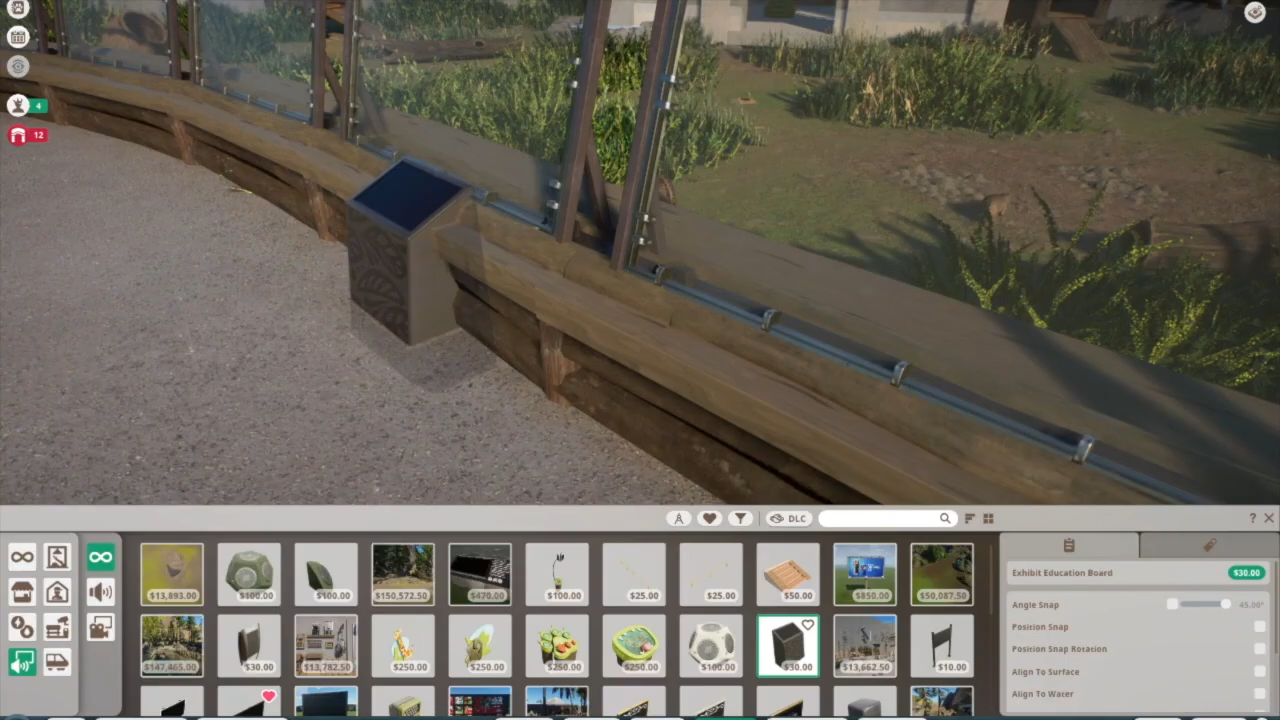 4
12
DLC
? ×
$13,893.00 $100.00 $100.00 $150,572.50 $470.00 $100.00 $25.00 $25.00 $50.00 $850.00 $50,087.50
$147,465.00 $30.00 $13,782.50 $250.00 $250.00 $250.00 $250.00 $100.00 $30.00 $13,662.50 $10.00
Exhibit Education Board $30.00
Angle Snap 45.00°
Position Snap
Position Snap Rotation
Align To Surface
Align To Water